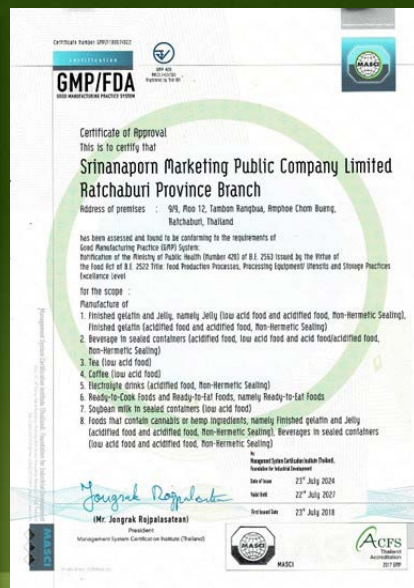 certification
GMP/FDA
GOOD MANUFACTURING PRACTICE SYSTEM
MASCI
Certificate of Approval
This is to certify that
Srinanaporn Marketing Public Company Limited
Ratchaburi Province Branch
Address of premises : 9/9, Moo 12, Tambon Rangbua, Amphoe Chom Bueng,
Ratchaburi, Thailand
has been assessed and found to be conforming to the requirements of
Good Manufacturing Practice (GMP) System:
Notification of the Ministry of Public Health (Number 420) of B.E. 2563 Issued by the Virtue of
the Food Act of B.E. 2522 Title: Food Production Processes, Processing Equipment/ Utensils and Storage Practices
Excellence Level
for the scope :
Manufacture of
1. Finished gelatin and Jelly, namely Jelly (low acid food and acidified food, Non-Hermetic Sealing),
Finished gelatin (acidified food and acidified food, Non-Hermetic Sealing)
2. Beverage in sealed containers (acidified food, low acid food and acid food/acidified food,
Non-Hermetic Sealing)
3. Tea (low acid food)
4. Coffee (low acid food)
5. Electrolyte drinks (acidified food, Non-Hermetic Sealing)
6. Ready-to-Cook Foods and Ready-to-Eat Foods, namely Ready-to-Eat Foods
7. Soybean milk in sealed containers (low acid food)
8. Foods that contain cannabis or hemp ingredients, namely Finished gelatin and Jelly
(acidified food and acidified food, Non-Hermetic Sealing), Beverages in sealed containers
(low acid food and acidified food, Non-Hermetic Sealing)
By
Management System Certification Institute (Thailand),
Foundation for Industrial Development
Date of Issue 23rd July 2024
Valid Until 22nd July 2027
First Issued Date 23rd July 2018
Jongrak Rojpalasatean
(Mr. Jongrak Rojpalasatean)
President
Management System Certification Institute (Thailand)
MASCI
MASCI
MASCI
ACFS
Thailand
Accreditation